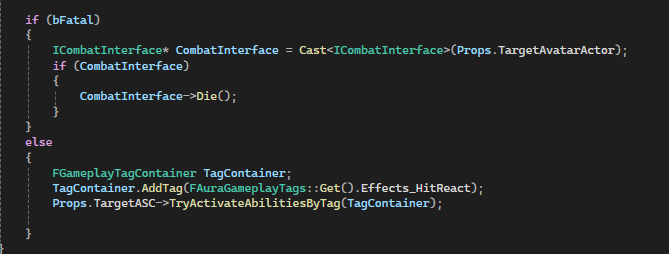 if (bFatal)
{
ICombatInterface* CombatInterface = Cast<ICombatInterface>(Props.TargetAvatarActor);
if (CombatInterface)
{
CombatInterface->Die();
}
}
else
{
FGameplayTagContainer TagContainer;
TagContainer.AddTag(FAuraGameplayTags::Get().Effects_HitReact);
Props.TargetASC->TryActivateAbilitiesByTag(TagContainer);
}
}